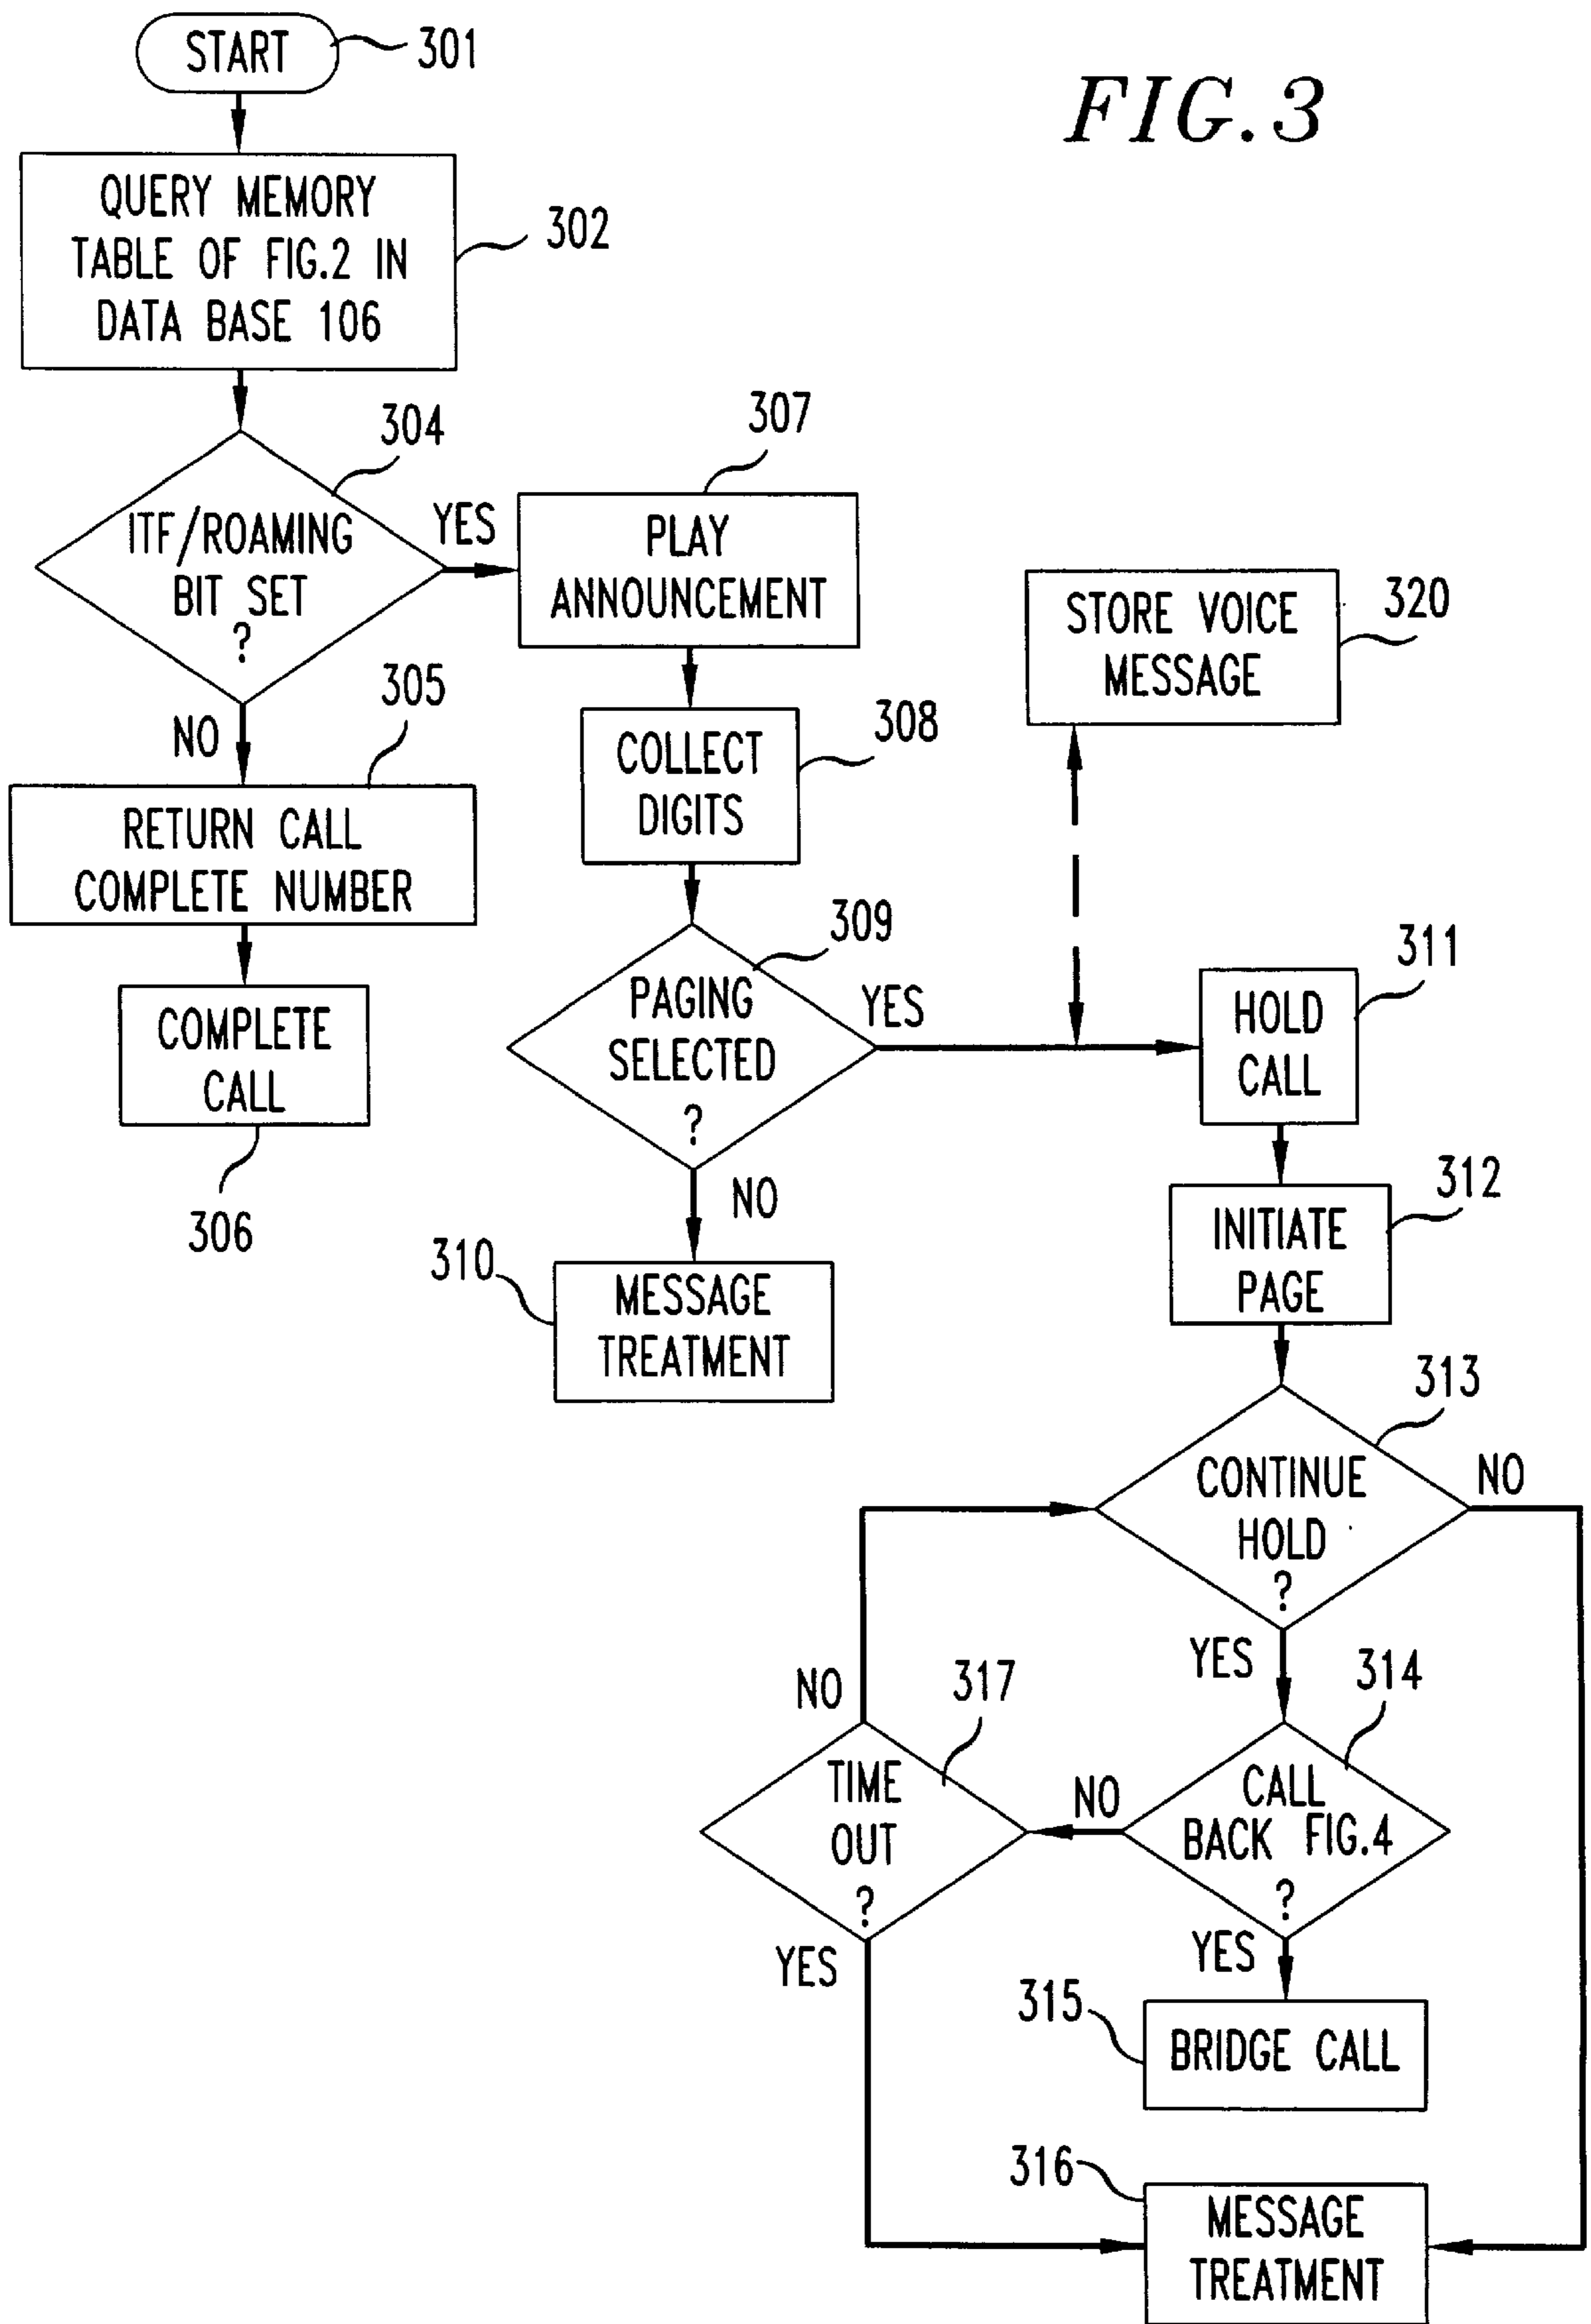 START
301
FIG.3
QUERY MEMORY
TABLE OF FIG.2 IN
DATA BASE 106
302
304
ITF/ROAMING
BIT SET
?
YES
NO
307
PLAY
ANNOUNCEMENT
305
RETURN CALL
COMPLETE NUMBER
COMPLETE
CALL
306
308
COLLECT
DIGITS
309
PAGING
SELECTED
?
YES
NO
310
MESSAGE
TREATMENT
STORE VOICE
MESSAGE
320
311
HOLD
CALL
312
INITIATE
PAGE
313
CONTINUE
HOLD
?
NO
YES
314
CALL
BACK FIG.4
?
NO
YES
317
TIME
OUT
?
NO
YES
315
BRIDGE CALL
316
MESSAGE
TREATMENT